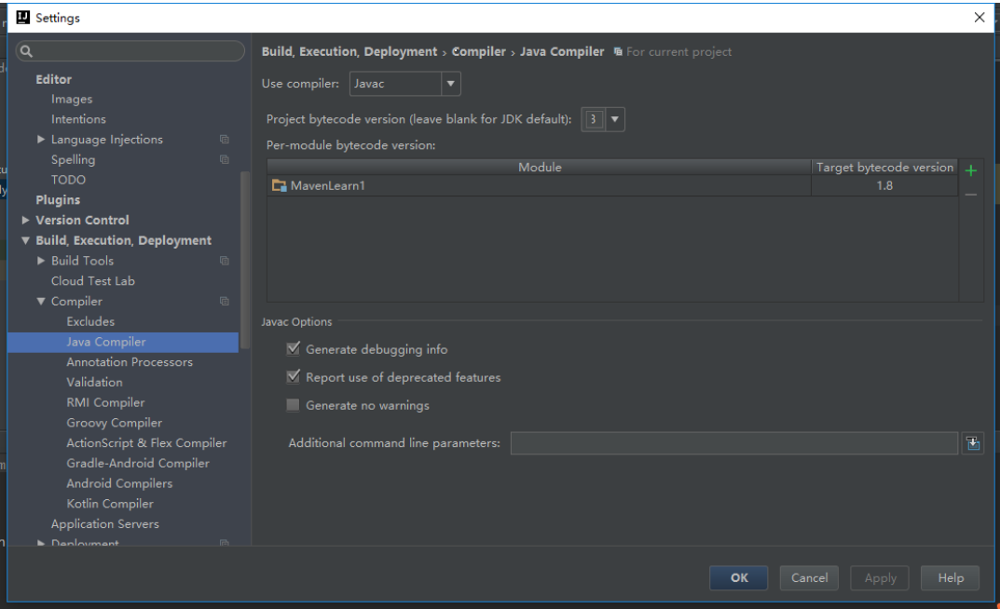 Settings
Editor
Images
Intentions
Language Injections
Spelling
TODO
Plugins
Version Control
Build, Execution, Deployment
Build Tools
Cloud Test Lab
Compiler
Excludes
Java Compiler
Annotation Processors
Validation
RMI Compiler
Groovy Compiler
ActionScript & Flex Compiler
Gradle-Android Compiler
Android Compilers
Kotlin Compiler
Application Servers
Deployment
Build, Execution, Deployment › Compiler › Java Compiler For current project
Use compiler: Javac
Project bytecode version (leave blank for JDK default): 3
Per-module bytecode version:
Module Target bytecode version
MavenLearn1 1.8
Javac Options
Generate debugging info
Report use of deprecated features
Generate no warnings
Additional command line parameters:
OK Cancel Apply Help